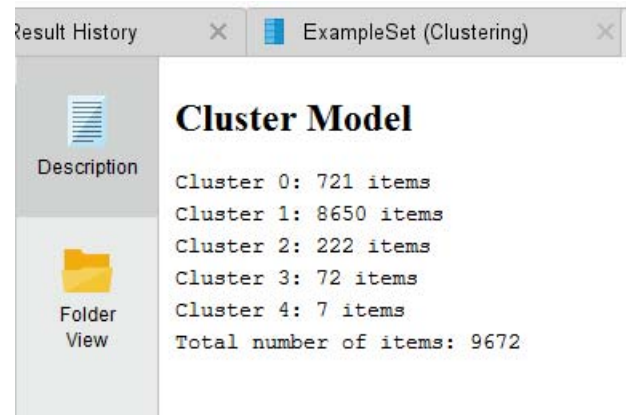 Result History
ExampleSet (Clustering)
Description
Cluster Model
Cluster 0: 721 items
Cluster 1: 8650 items
Cluster 2: 222 items
Cluster 3: 72 items
Cluster 4: 7 items
Total number of items: 9672
Folder
View